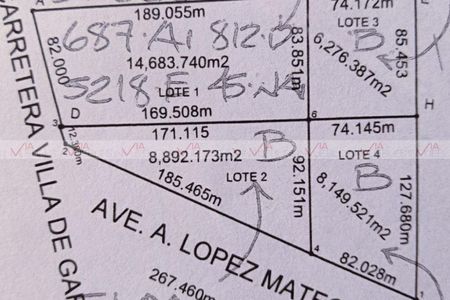 A
189.055m
74.172m
LOTE 3
687.A1 812.
B
6,276.387m2
85.453
82.000
83.851m
14,683.740m2
5218 E
LOTE 1
CARRETERA VILLA DE GAR
3
D
169.508m
6
H
171.115
74.145m
12.
2
8,892.173m2
B
LOTE 4
B
8,149.521m2
185.465m
LOTE 2
92.151m
127.680m
AVE. A. LOPEZ MATEO
4
82.028m
267.460m